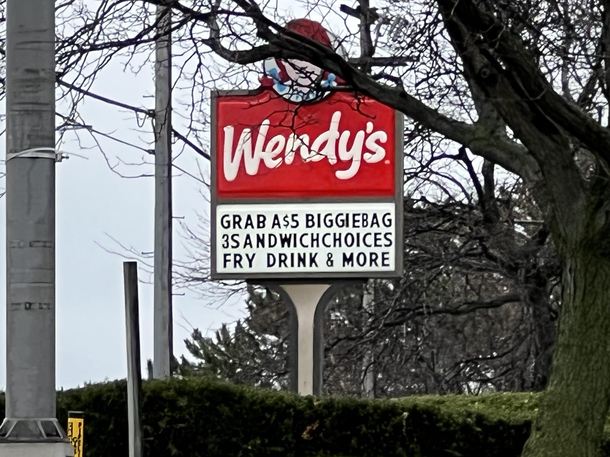 Wendy's
GRAB A$5 BIGGIEBAG
3SANDWICHCHOICES
FRY DRINK & MORE